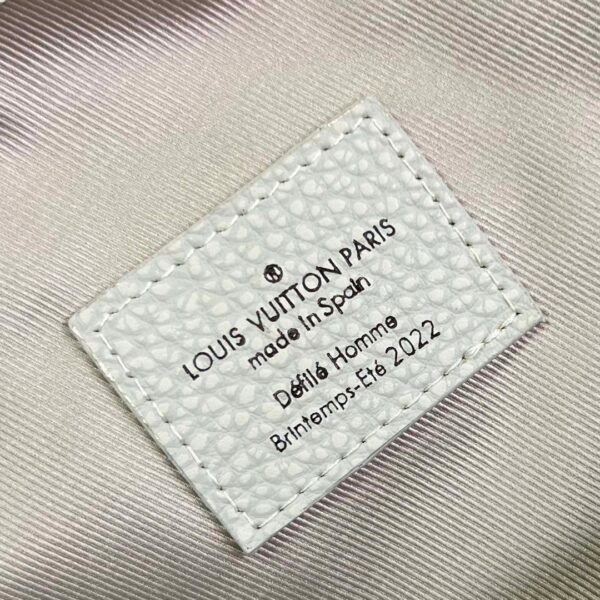 LOUIS VUITTON PARIS
made In Spain
Défilé Homme
Brintemps-Eté 2022